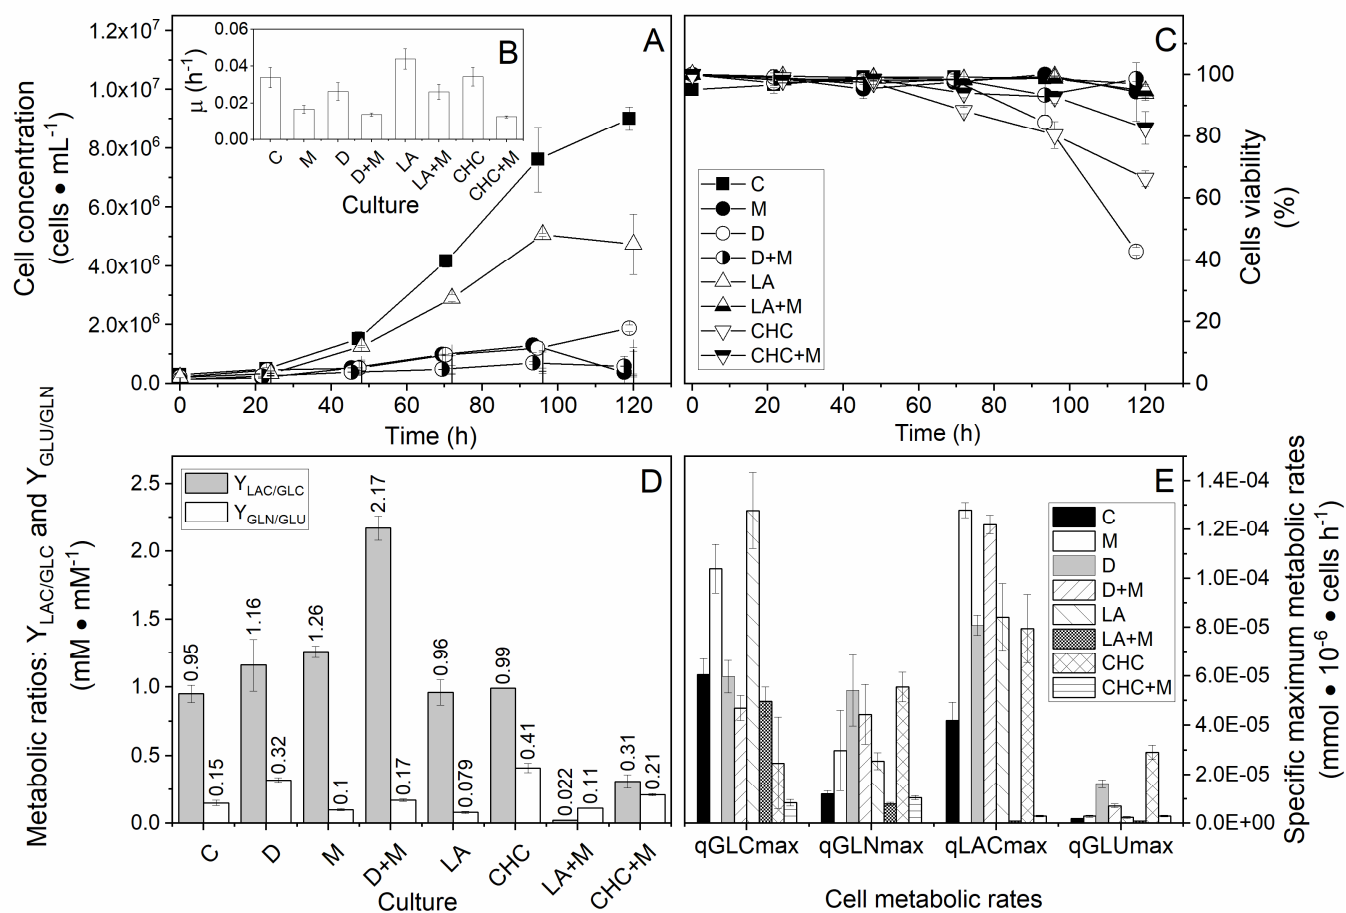 A
Cell concentration
(cells ● mL⁻¹)
1.2x10⁷
1.0x10⁷
8.0x10⁶
6.0x10⁶
4.0x10⁶
2.0x10⁶
0.0
0 20 40 60 80 100 120
Time (h)
B
μ (h⁻¹)
0.06
0.04
0.02
0.00
C M D D+M LA LA+M CHC CHC+M
Culture
C
C
M
D
D+M
LA
LA+M
CHC
CHC+M
100
80
60
40
20
0
Cells viability
(%)
0 20 40 60 80 100 120
Time (h)
D
Metabolic ratios: Y_LAC/GLC and Y_GLU/GLN
(mM ● mM⁻¹)
Y_LAC/GLC
Y_GLN/GLU
2.5
2.0
1.5
1.0
0.5
0.0
0.95 0.15 1.16 0.32 1.26 0.1 2.17 0.17 0.96 0.079 0.99 0.41 0.022 0.11 0.31 0.21
C D M D+M LA CHC LA+M CHC+M
Culture
E
C
M
D
D+M
LA
LA+M
CHC
CHC+M
1.4E-04
1.2E-04
1.0E-04
8.0E-05
6.0E-05
4.0E-05
2.0E-05
0.0E+00
Specific maximum metabolic rates
(mmol ● 10⁻⁶ ● cells h⁻¹)
qGLCmax qGLNmax qLACmax qGLUmax
Cell metabolic rates